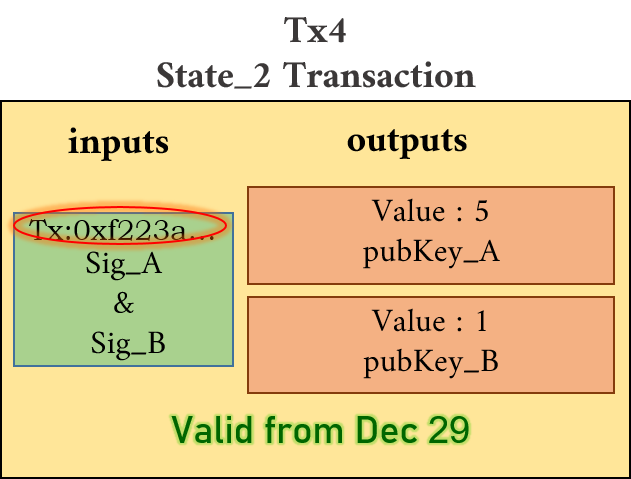 Tx4
State_2 Transaction
inputs
outputs
Tx:0xf223a...
Sig_A
&
Sig_B
Value : 5
pubKey_A
Value : 1
pubKey_B
Valid from Dec 29